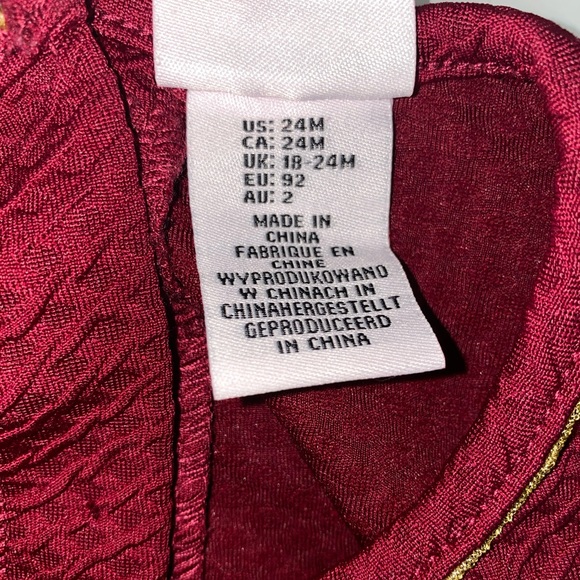 US: 24M
CA: 24M
UK: 18-24M
EU: 92
AU: 2
MADE IN
CHINA
FABRIQUE EN
CHINE
WYPRODUKOWANO
W CHINACH IN
CHINAHERGESTELLT
GEPRODUCEERD
IN CHINA